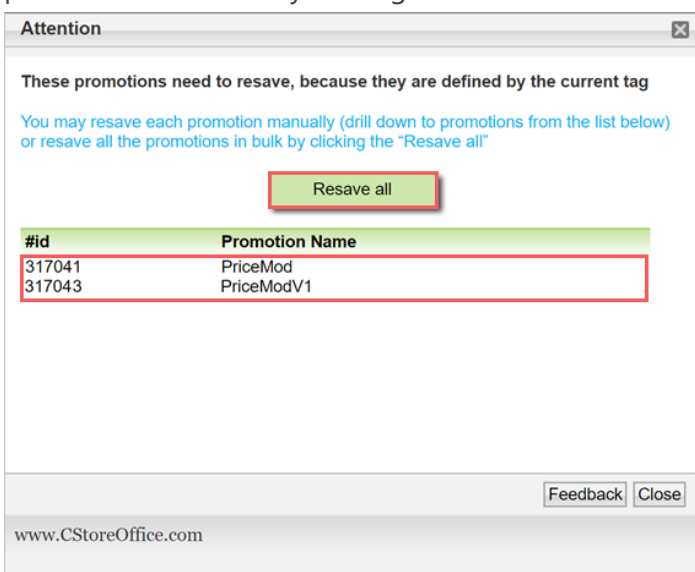 Attention
These promotions need to resave, because they are defined by the current tag
You may resave each promotion manually (drill down to promotions from the list below)
or resave all the promotions in bulk by clicking the “Resave all”
Resave all
#id Promotion Name
317041 PriceMod
317043 PriceModV1
Feedback Close
www.CStoreOffice.com